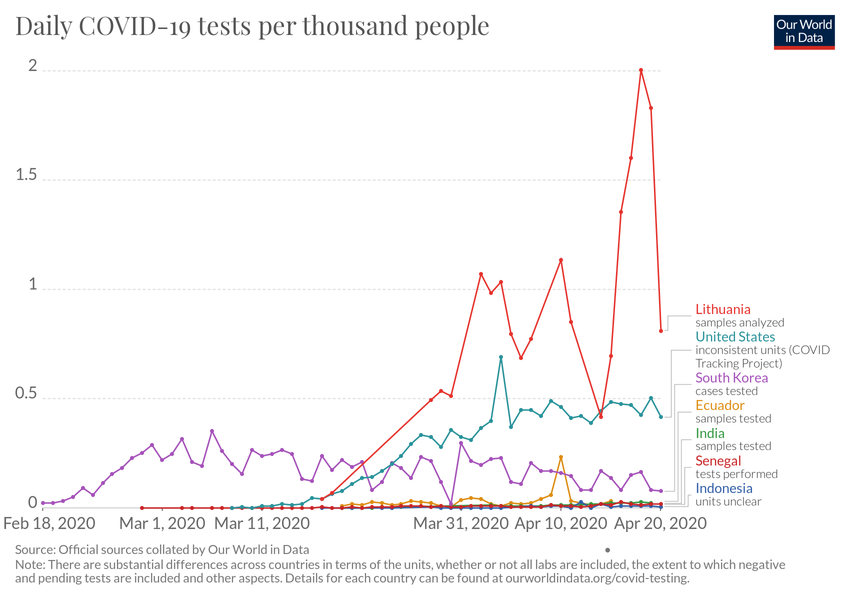 Daily COVID-19 tests per thousand people
Our World
in Data
2
1.5
1
0.5
0
Feb 18, 2020
Mar 1, 2020
Mar 11, 2020
Mar 31, 2020
Apr 10, 2020
Apr 20, 2020
Lithuania
samples analyzed
United States
inconsistent units (COVID
Tracking Project)
South Korea
cases tested
Ecuador
samples tested
India
samples tested
Senegal
tests performed
Indonesia
units unclear
Source: Official sources collated by Our World in Data
Note: There are substantial differences across countries in terms of the units, whether or not all labs are included, the extent to which negative
and pending tests are included and other aspects. Details for each country can be found at ourworldindata.org/covid-testing.